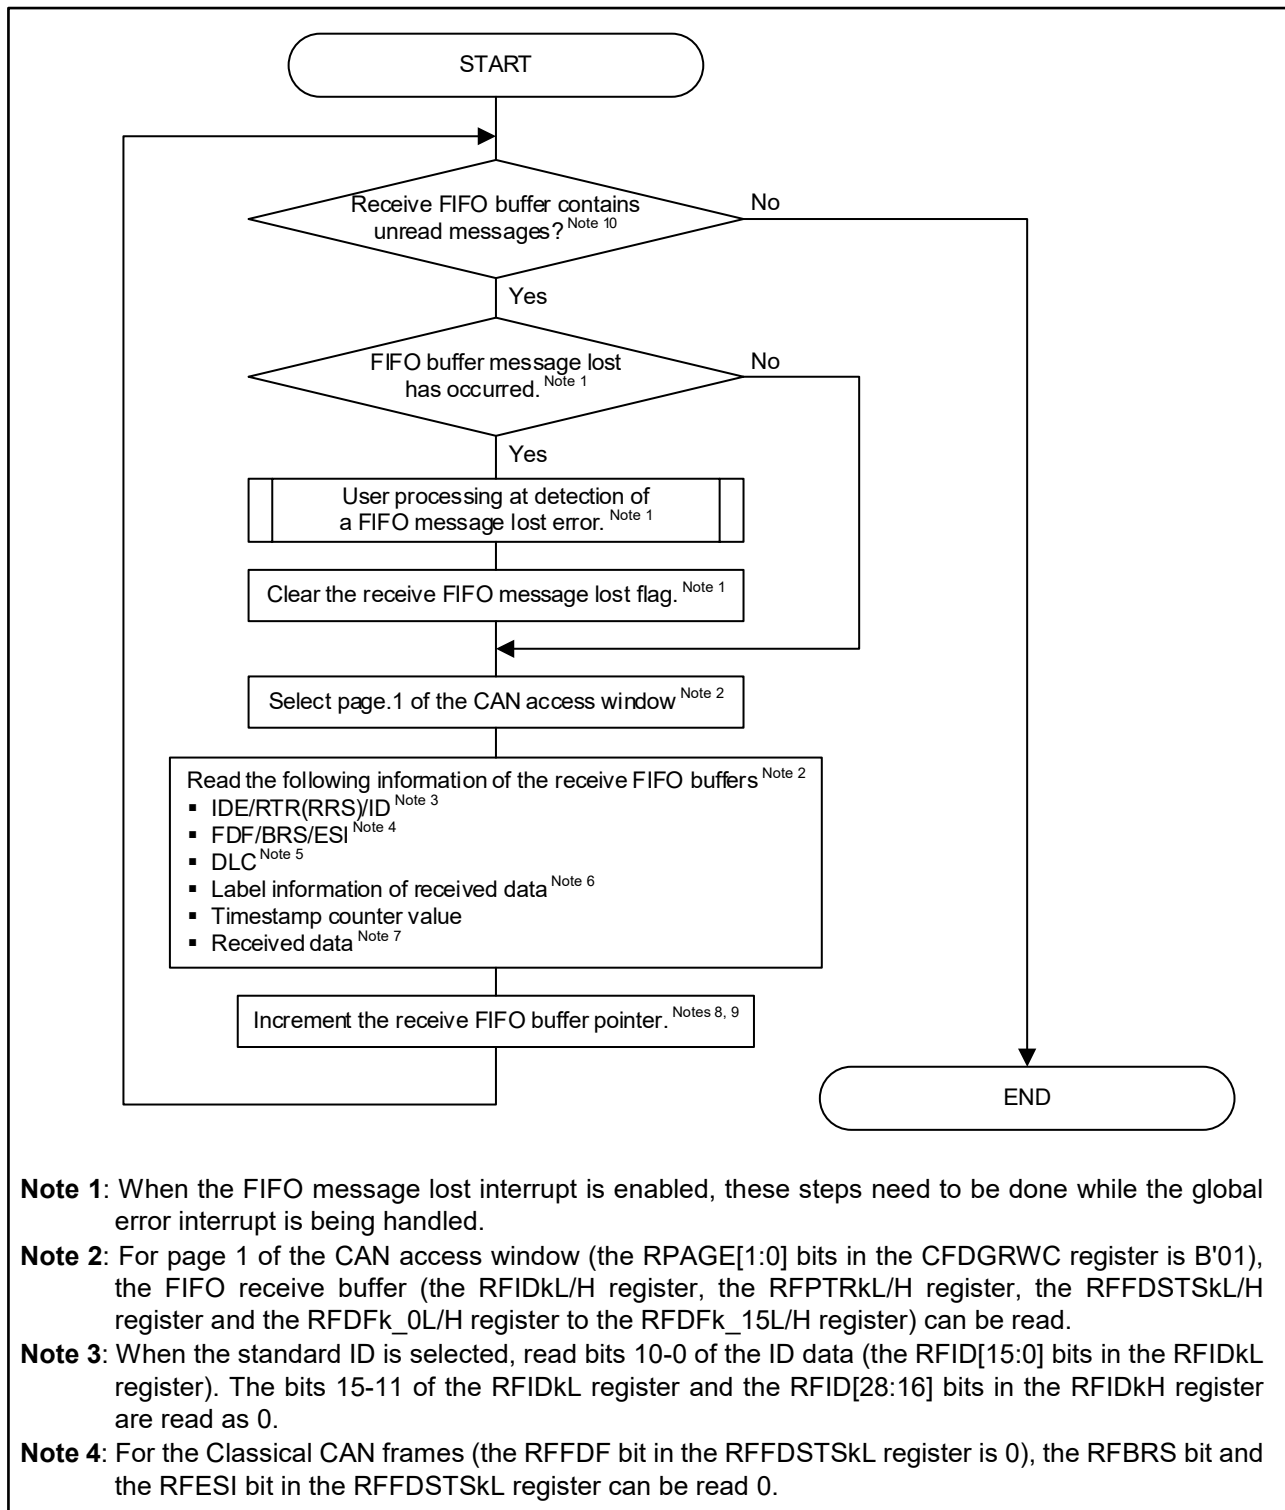 START
Receive FIFO buffer contains
unread messages? Note 10
No
Yes
FIFO buffer message lost
has occurred. Note 1
No
Yes
User processing at detection of
a FIFO message lost error. Note 1
Clear the receive FIFO message lost flag. Note 1
Select page.1 of the CAN access window Note 2
Read the following information of the receive FIFO buffers Note 2
▪ IDE/RTR(RRS)/ID Note 3
▪ FDF/BRS/ESI Note 4
▪ DLC Note 5
▪ Label information of received data Note 6
▪ Timestamp counter value
▪ Received data Note 7
Increment the receive FIFO buffer pointer. Notes 8, 9
END
Note 1: When the FIFO message lost interrupt is enabled, these steps need to be done while the global
error interrupt is being handled.
Note 2: For page 1 of the CAN access window (the RPAGE[1:0] bits in the CFDGRWC register is B'01),
the FIFO receive buffer (the RFIDkL/H register, the RFPTRkL/H register, the RFFDSTSkL/H
register and the RFDFk_0L/H register to the RFDFk_15L/H register) can be read.
Note 3: When the standard ID is selected, read bits 10-0 of the ID data (the RFID[15:0] bits in the RFIDkL
register). The bits 15-11 of the RFIDkL register and the RFID[28:16] bits in the RFIDkH register
are read as 0.
Note 4: For the Classical CAN frames (the RFFDF bit in the RFFDSTSkL register is 0), the RFBRS bit and
the RFESI bit in the RFFDSTSkL register can be read 0.